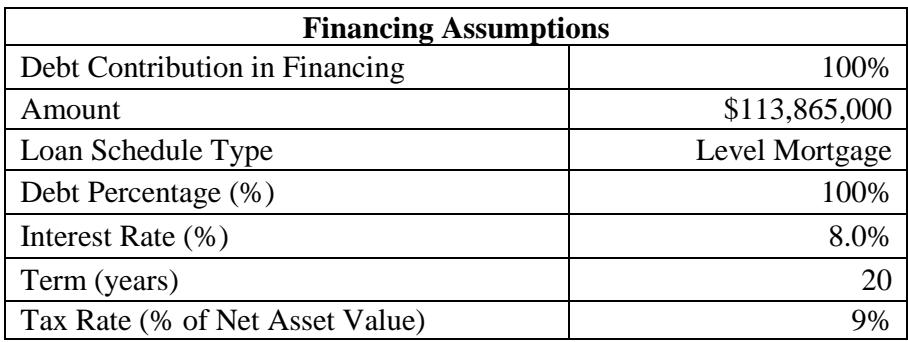 Financing Assumptions
Debt Contribution in Financing 100%
Amount $113,865,000
Loan Schedule Type Level Mortgage
Debt Percentage (%) 100%
Interest Rate (%) 8.0%
Term (years) 20
Tax Rate (% of Net Asset Value) 9%